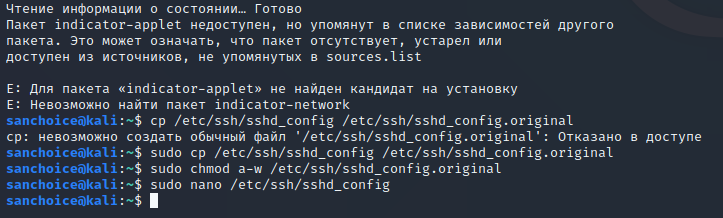 Чтение информации о состоянии… Готово
Пакет indicator-applet недоступен, но упомянут в списке зависимостей другого
пакета. Это может означать, что пакет отсутствует, устарел или
доступен из источников, не упомянутых в sources.list
E: Для пакета «indicator-applet» не найден кандидат на установку
E: Невозможно найти пакет indicator-network
sanchoice@kali:~$ cp /etc/ssh/sshd_config /etc/ssh/sshd_config.original
cp: невозможно создать обычный файл '/etc/ssh/sshd_config.original': Отказано в доступе
sanchoice@kali:~$ sudo cp /etc/ssh/sshd_config /etc/ssh/sshd_config.original
sanchoice@kali:~$ sudo chmod a-w /etc/ssh/sshd_config.original
sanchoice@kali:~$ sudo nano /etc/ssh/sshd_config
sanchoice@kali:~$